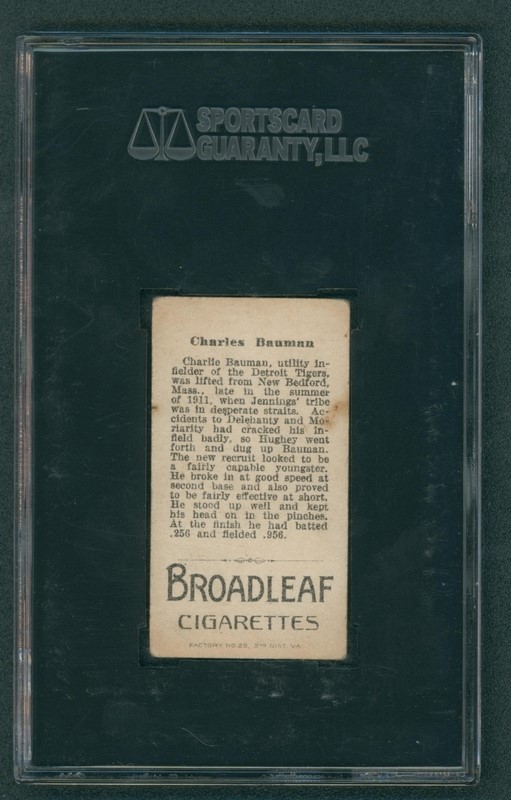 SPORTSCARD
GUARANTY, LLC
Charles Bauman
Charlie Bauman, utility in-
fielder of the Detroit Tigers,
was lifted from New Bedford,
Mass., late in the summer
of 1911, when Jennings' tribe
was in desperate straits. Ac-
cidents to Delehanty and Mo-
riarity had cracked his in-
field badly, so Hughey went
forth and dug up Bauman.
The new recruit looked to be
a fairly capable youngster.
He broke in at good speed at
second base and also proved
to be fairly effective at short.
He stood up well and kept
his head on in the pinches.
At the finish he had batted
.256 and fielded .956.
BROADLEAF
CIGARETTES
FACTORY NO 25, 2ND DIST. VA.